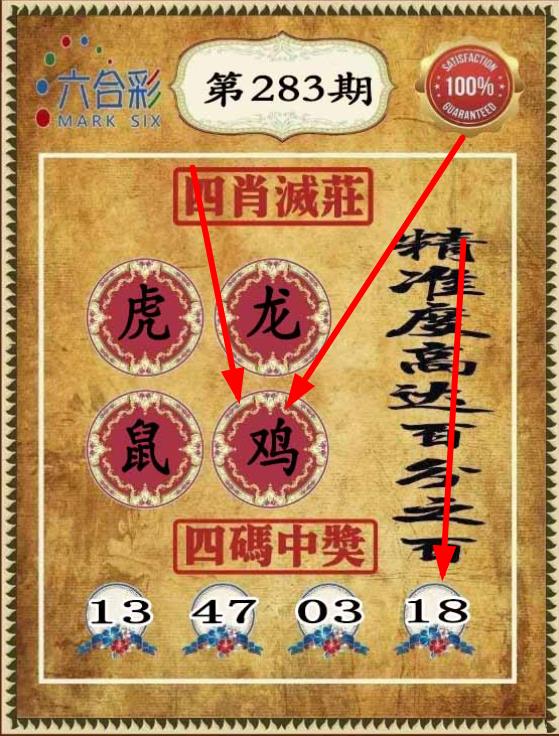 六合彩
MARK SIX
第283期
SATISFACTION
100%
GUARANTEED
四肖滅莊
虎 龙
鼠 鸡
精准度高达百分之百
四碼中獎
13 47 03 18